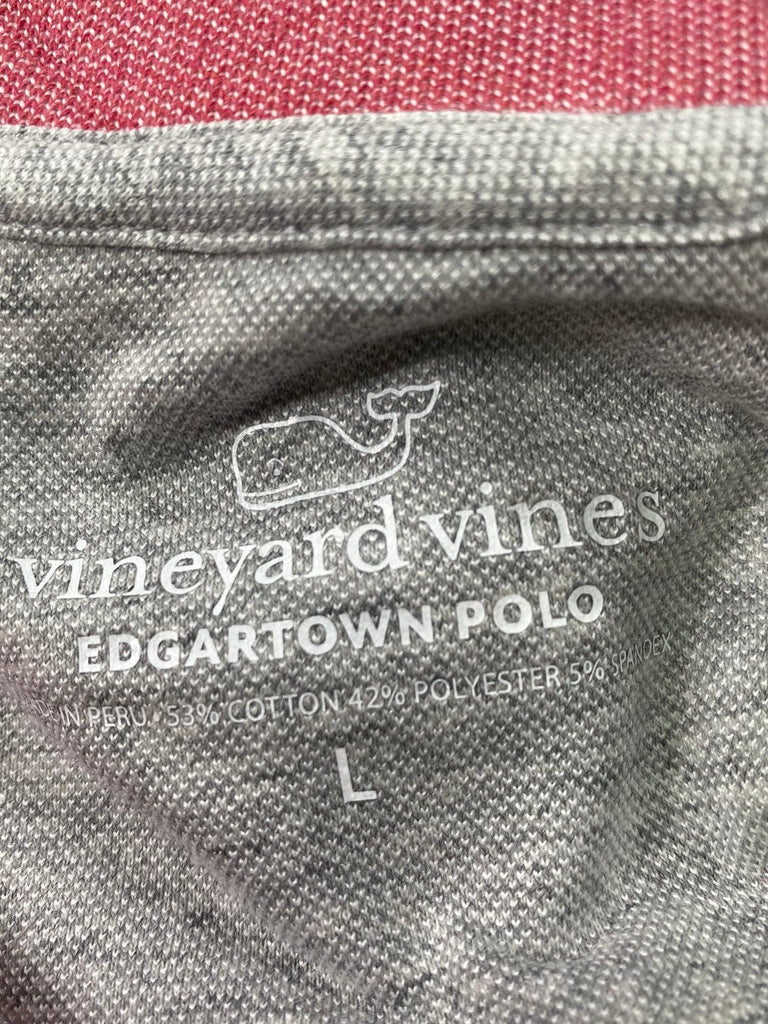 vineyard vines
EDGARTOWN POLO
IN PERU. 53% COTTON 42% POLYESTER 5% SPANDEX
L